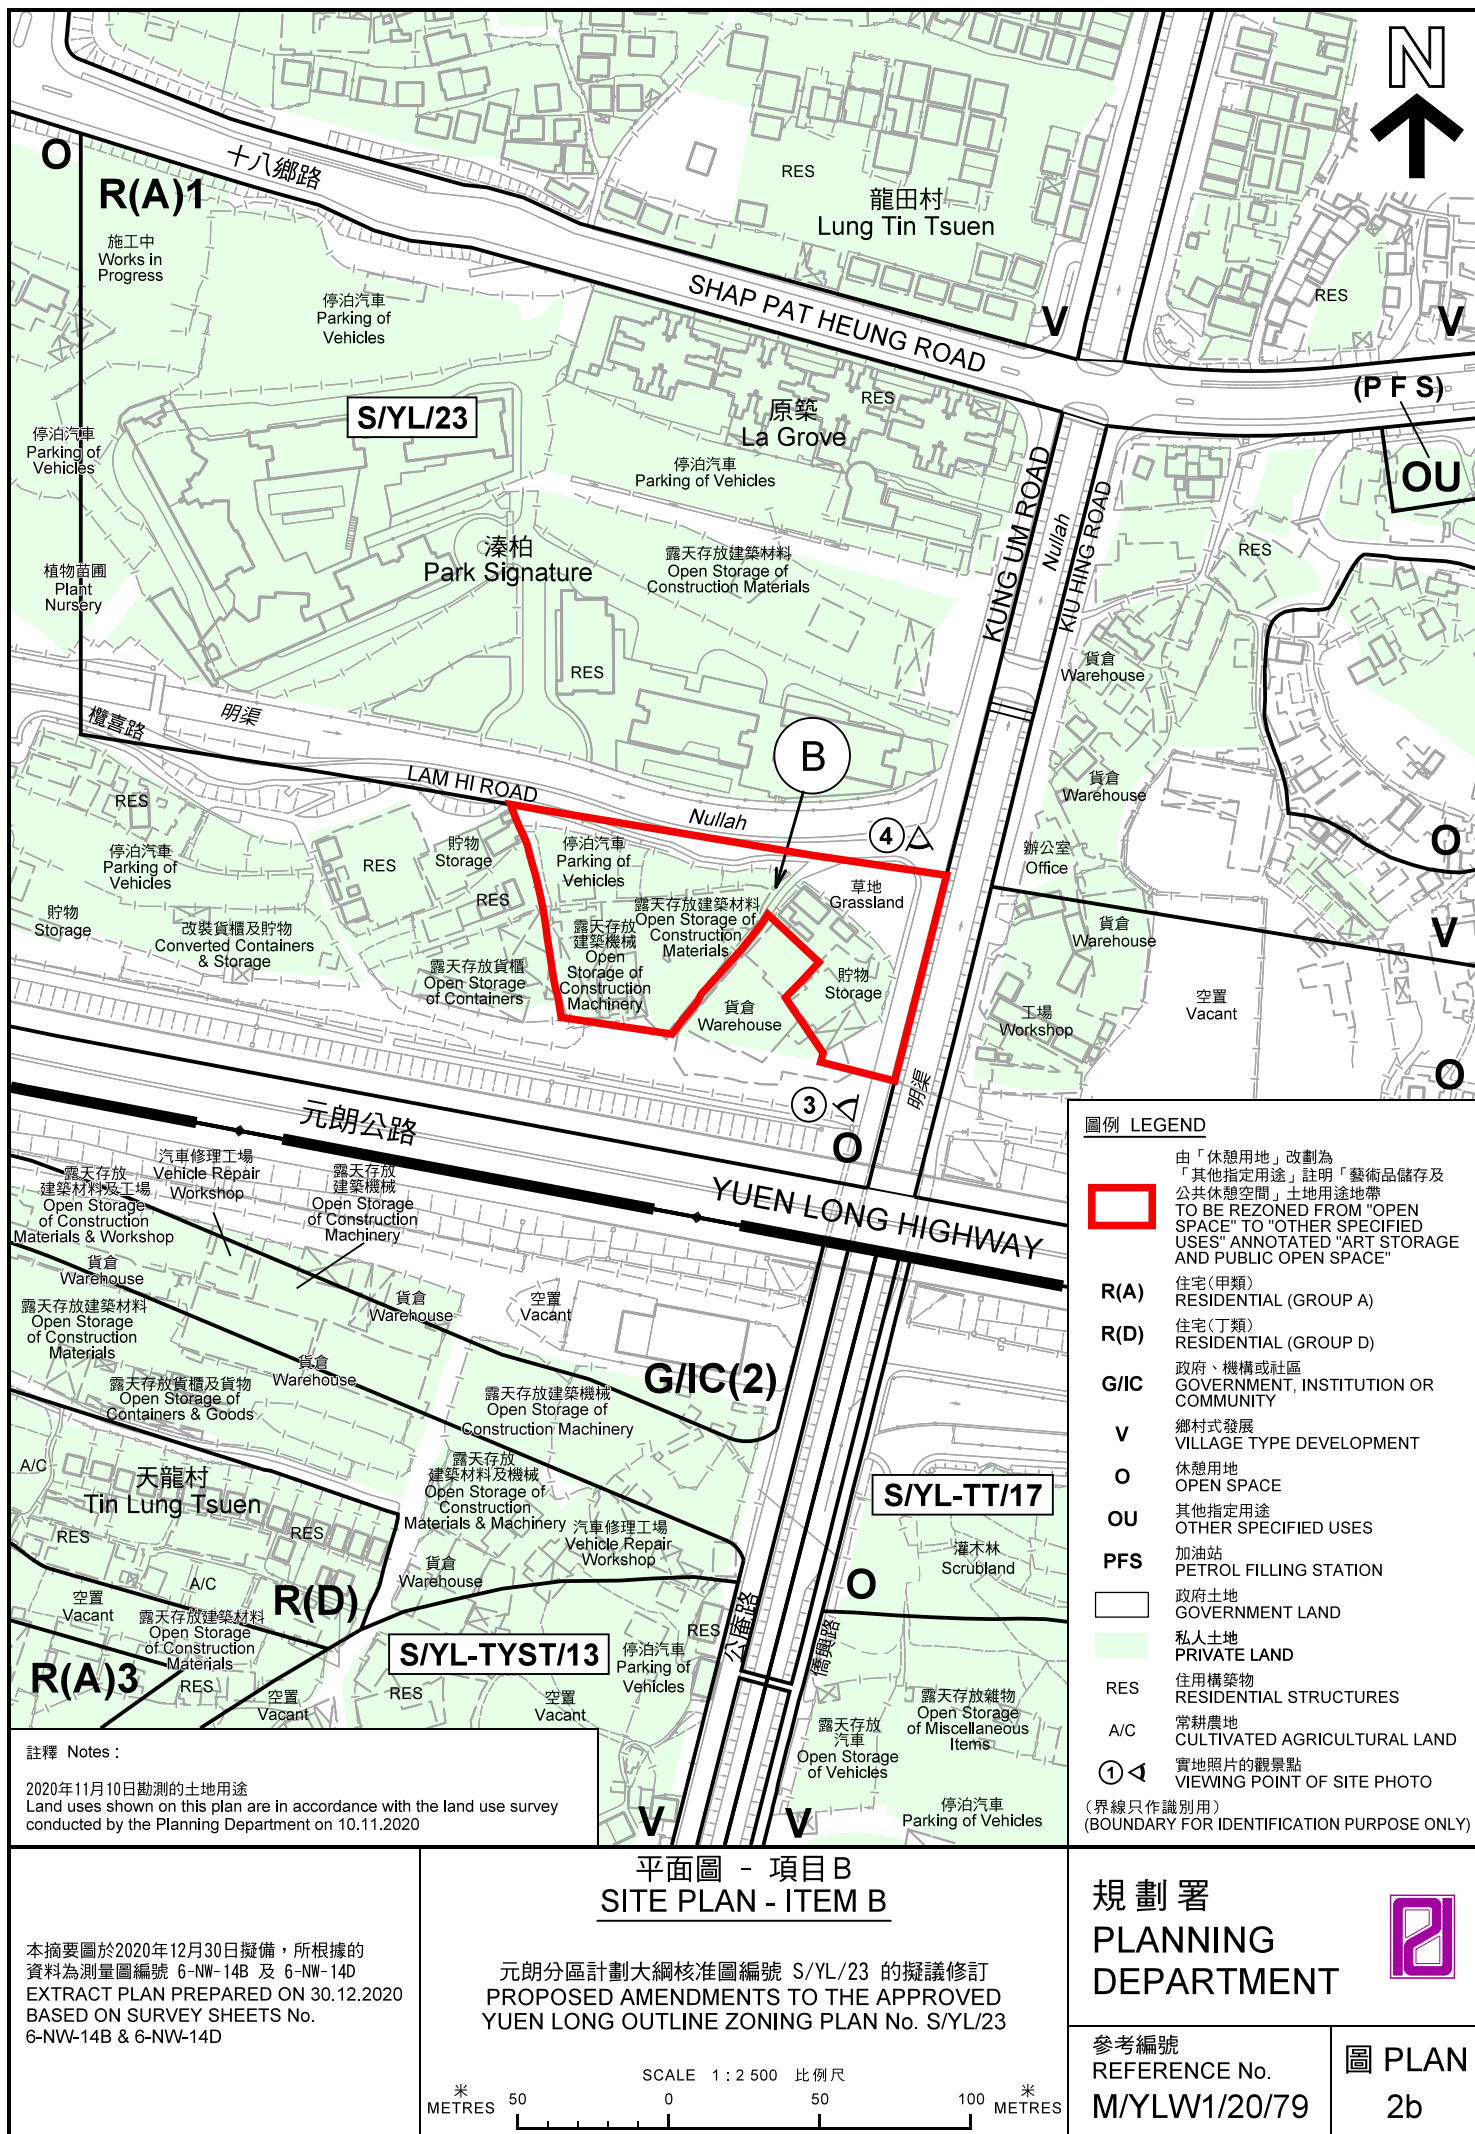 N
O
R(A)1
十八鄉路
施工中
Works in
Progress
RES
龍田村
Lung Tin Tsuen
停泊汽車
Parking of
Vehicles
SHAP PAT HEUNG ROAD
V
RES
V
(P F S)
S/YL/23
原築
La Grove
RES
停泊汽車
Parking of
Vehicles
停泊汽車
Parking of Vehicles
KUNG UM ROAD
Nullah
KIU HING ROAD
OU
溱柏
Park Signature
露天存放建築材料
Open Storage of
Construction Materials
RES
植物苗圃
Plant
Nursery
RES
貨倉
Warehouse
欖喜路
明渠
B
LAM HI ROAD
Nullah
貨倉
Warehouse
RES
停泊汽車
Parking of
Vehicles
RES
貯物
Storage
RES
停泊汽車
Parking of
Vehicles
4
草地
Grassland
辦公室
Office
O
貯物
Storage
改裝貨櫃及貯物
Converted Containers
& Storage
露天存放貨櫃
Open Storage
of Containers
露天存放
建築機械
Open
Storage of
Construction
Machinery
露天存放建築材料
Open Storage of
Construction
Materials
貨倉
Warehouse
貯物
Storage
貨倉
Warehouse
V
工場
Workshop
空置
Vacant
O
明渠
3
O
元朗公路
YUEN LONG HIGHWAY
露天存放
建築材料及工場
Open Storage
of Construction
Materials & Workshop
汽車修理工場
Vehicle Repair
Workshop
露天存放
建築機械
Open Storage
of Construction
Machinery
貨倉
Warehouse
貨倉
Warehouse
空置
Vacant
露天存放建築材料
Open Storage
of Construction
Materials
貨倉
Warehouse
G/IC(2)
露天存放貨櫃及貨物
Open Storage of
Containers & Goods
露天存放建築機械
Open Storage of
Construction Machinery
A/C
天龍村
Tin Lung Tsuen
RES
RES
露天存放
建築材料及機械
Open Storage of
Construction
Materials & Machinery
汽車修理工場
Vehicle Repair
Workshop
S/YL-TT/17
灌木林
Scrubland
貨倉
Warehouse
A/C
R(D)
空置
Vacant
露天存放建築材料
Open Storage
of Construction
Materials
RES
R(A)3
空置
Vacant
S/YL-TYST/13
RES
空置
Vacant
停泊汽車
Parking of
Vehicles
RES
公庵路
O
僑興路
露天存放
汽車
Open Storage
of Vehicles
露天存放雜物
Open Storage
of Miscellaneous
Items
停泊汽車
Parking of Vehicles
V
V
圖例 LEGEND
由「休憩用地」改劃為
「其他指定用途」註明「藝術品儲存及
公共休憩空間」土地用途地帶
TO BE REZONED FROM "OPEN
SPACE" TO "OTHER SPECIFIED
USES" ANNOTATED "ART STORAGE
AND PUBLIC OPEN SPACE"
R(A) 住宅(甲類)
RESIDENTIAL (GROUP A)
R(D) 住宅(丁類)
RESIDENTIAL (GROUP D)
G/IC 政府、機構或社區
GOVERNMENT, INSTITUTION OR
COMMUNITY
V 鄉村式發展
VILLAGE TYPE DEVELOPMENT
O 休憩用地
OPEN SPACE
OU 其他指定用途
OTHER SPECIFIED USES
PFS 加油站
PETROL FILLING STATION
政府土地
GOVERNMENT LAND
私人土地
PRIVATE LAND
RES 住用構築物
RESIDENTIAL STRUCTURES
A/C 常耕農地
CULTIVATED AGRICULTURAL LAND
1 實地照片的觀景點
VIEWING POINT OF SITE PHOTO
(界線只作識別用)
(BOUNDARY FOR IDENTIFICATION PURPOSE ONLY)
註釋 Notes :
2020年11月10日勘測的土地用途
Land uses shown on this plan are in accordance with the land use survey
conducted by the Planning Department on 10.11.2020
本摘要圖於2020年12月30日擬備，所根據的
資料為測量圖編號 6-NW-14B 及 6-NW-14D
EXTRACT PLAN PREPARED ON 30.12.2020
BASED ON SURVEY SHEETS No.
6-NW-14B & 6-NW-14D
平面圖 - 項目B
SITE PLAN - ITEM B
元朗分區計劃大綱核准圖編號 S/YL/23 的擬議修訂
PROPOSED AMENDMENTS TO THE APPROVED
YUEN LONG OUTLINE ZONING PLAN No. S/YL/23
SCALE 1 : 2 500 比例尺
米
METRES 50 0 50 100 米
METRES
規劃署
PLANNING
DEPARTMENT
參考編號
REFERENCE No.
M/YLW1/20/79
圖 PLAN
2b